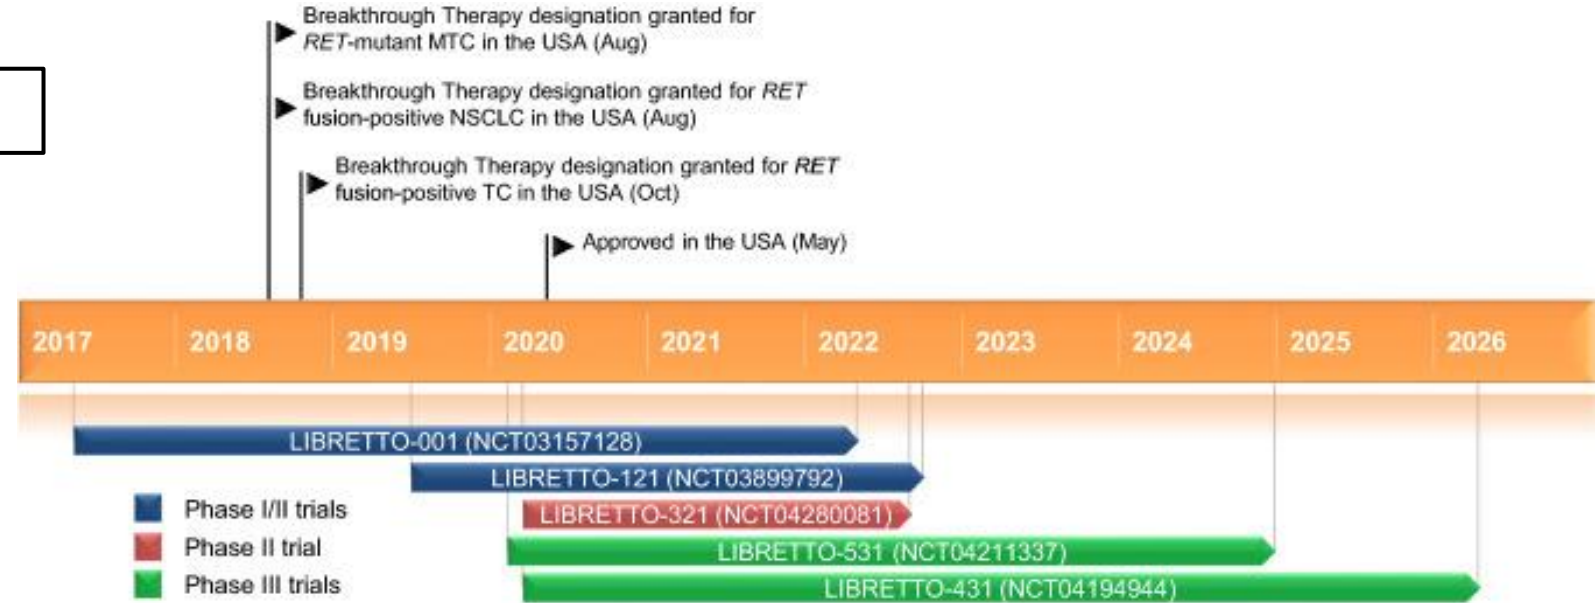 Breakthrough Therapy designation granted for
RET-mutant MTC in the USA (Aug)
Breakthrough Therapy designation granted for RET
fusion-positive NSCLC in the USA (Aug)
Breakthrough Therapy designation granted for RET
fusion-positive TC in the USA (Oct)
Approved in the USA (May)
2017 2018 2019 2020 2021 2022 2023 2024 2025 2026
LIBRETTO-001 (NCT03157128)
LIBRETTO-121 (NCT03899792)
Phase I/II trials
LIBRETTO-321 (NCT04280081)
Phase II trial
LIBRETTO-531 (NCT04211337)
Phase III trials
LIBRETTO-431 (NCT04194944)